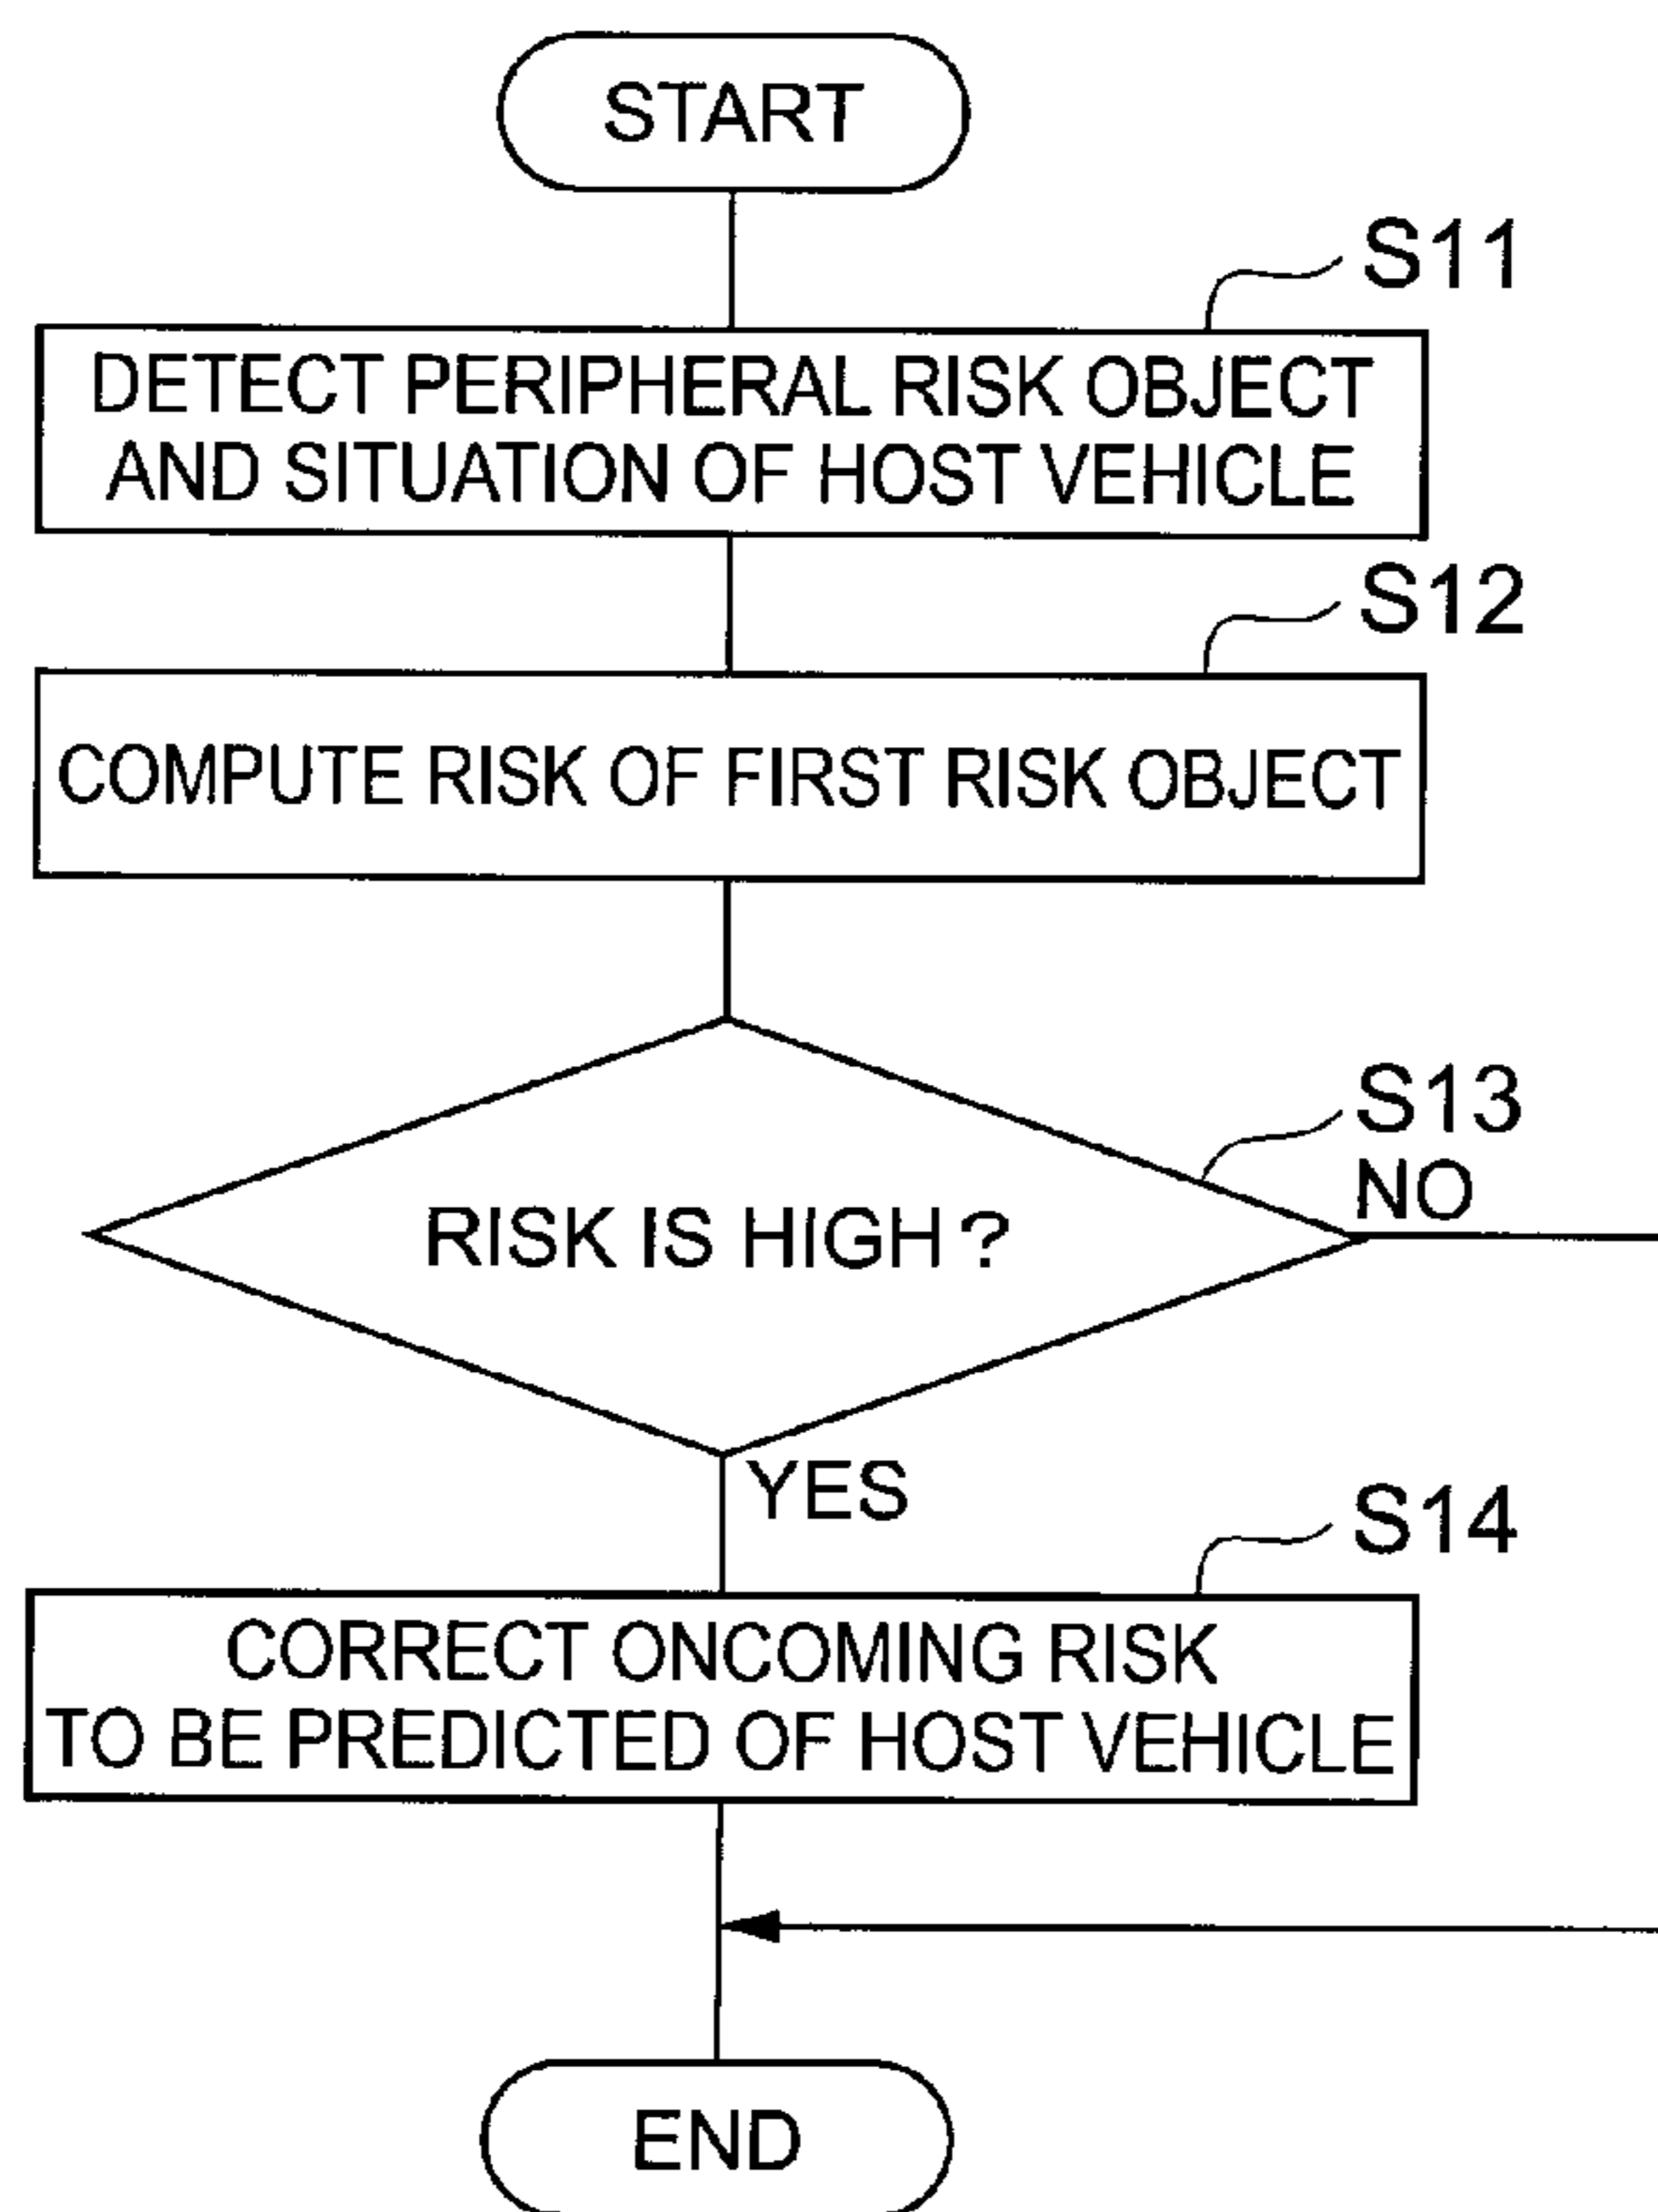 START
S11
DETECT PERIPHERAL RISK OBJECT
AND SITUATION OF HOST VEHICLE
S12
COMPUTE RISK OF FIRST RISK OBJECT
S13
NO
RISK IS HIGH ?
YES
S14
CORRECT ONCOMING RISK
TO BE PREDICTED OF HOST VEHICLE
END